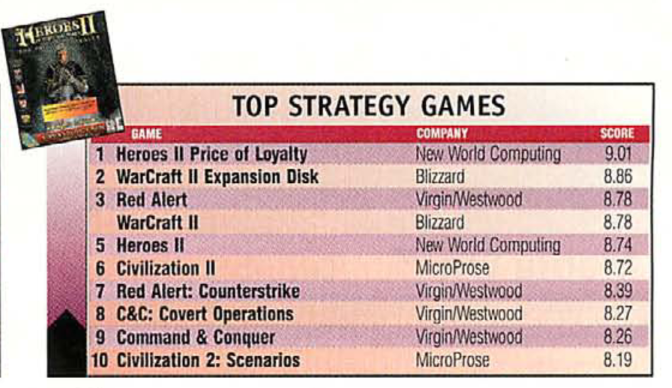 HEROES II
TOP STRATEGY GAMES
GAME COMPANY SCORE
1 Heroes II Price of Loyalty New World Computing 9.01
2 WarCraft II Expansion Disk Blizzard 8.86
3 Red Alert Virgin/Westwood 8.78
WarCraft II Blizzard 8.78
5 Heroes II New World Computing 8.74
6 Civilization II MicroProse 8.72
7 Red Alert: Counterstrike Virgin/Westwood 8.39
8 C&C: Covert Operations Virgin/Westwood 8.27
9 Command & Conquer Virgin/Westwood 8.26
10 Civilization 2: Scenarios MicroProse 8.19